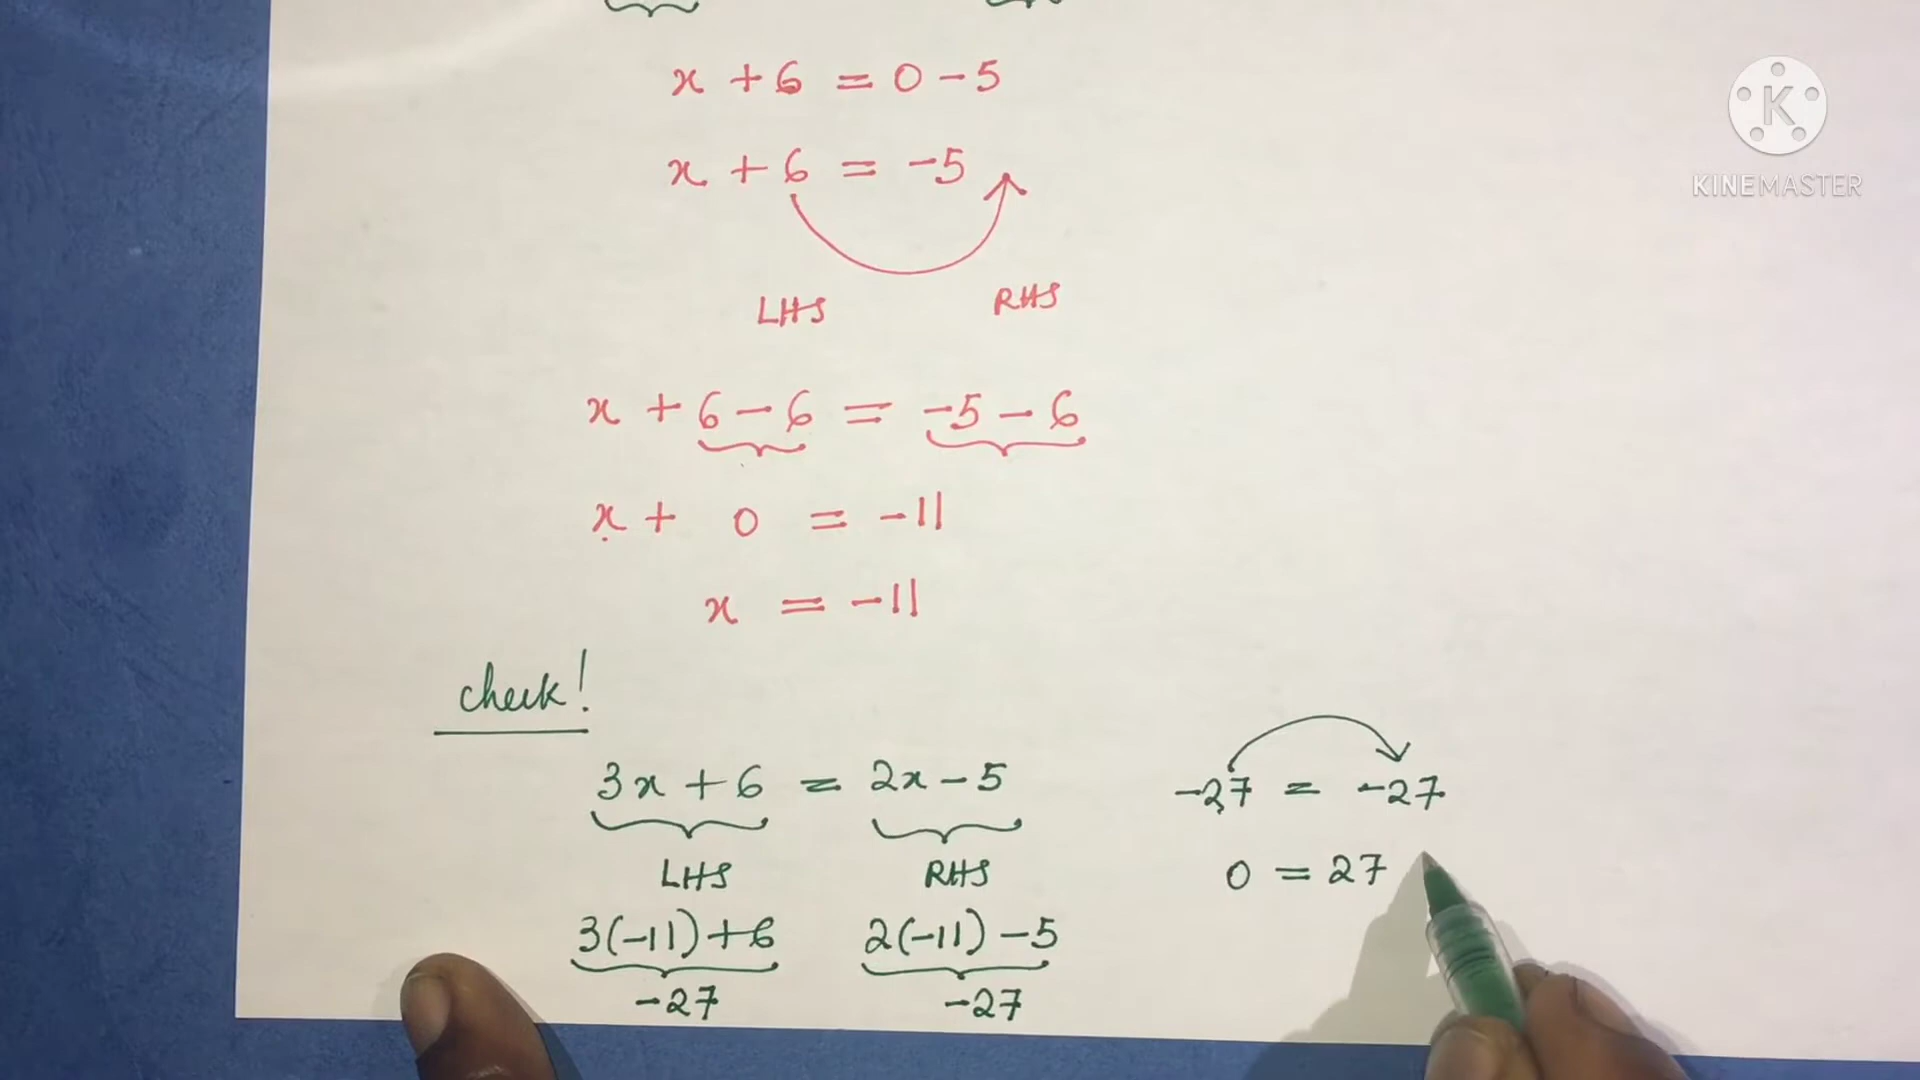 x + 6 = 0 - 5
x + 6 = -5
LHS RHS
x + 6 - 6 = -5 - 6
x + 0 = -11
x = -11
check!
3x + 6 = 2x - 5
LHS RHS
3(-11) + 6 2(-11) - 5
-27 -27
-27 = -27
0 = 27
K
KINEMASTER